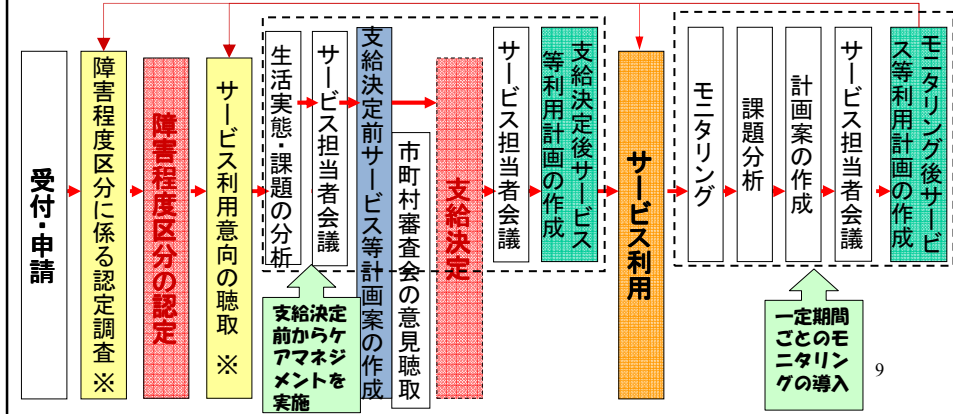 受付・申請
障害程度区分に係る認定調査 ※
障害程度区分の認定
サービス利用意向の聴取 ※
生活実態・課題の分析
サービス担当者会議
支給決定前サービス等計画案の作成
市町村審査会の意見聴取
支給決定
サービス担当者会議
支給決定後サービス
等利用計画の作成
サービス利用
モニタリング
課題分析
計画案の作成
サービス担当者会議
モニタリング後サービ
ス等利用計画の作成
支給決定
前からケ
アマネジ
メントを
実施
一定期間
ごとのモ
ニタリン
グの導入
9